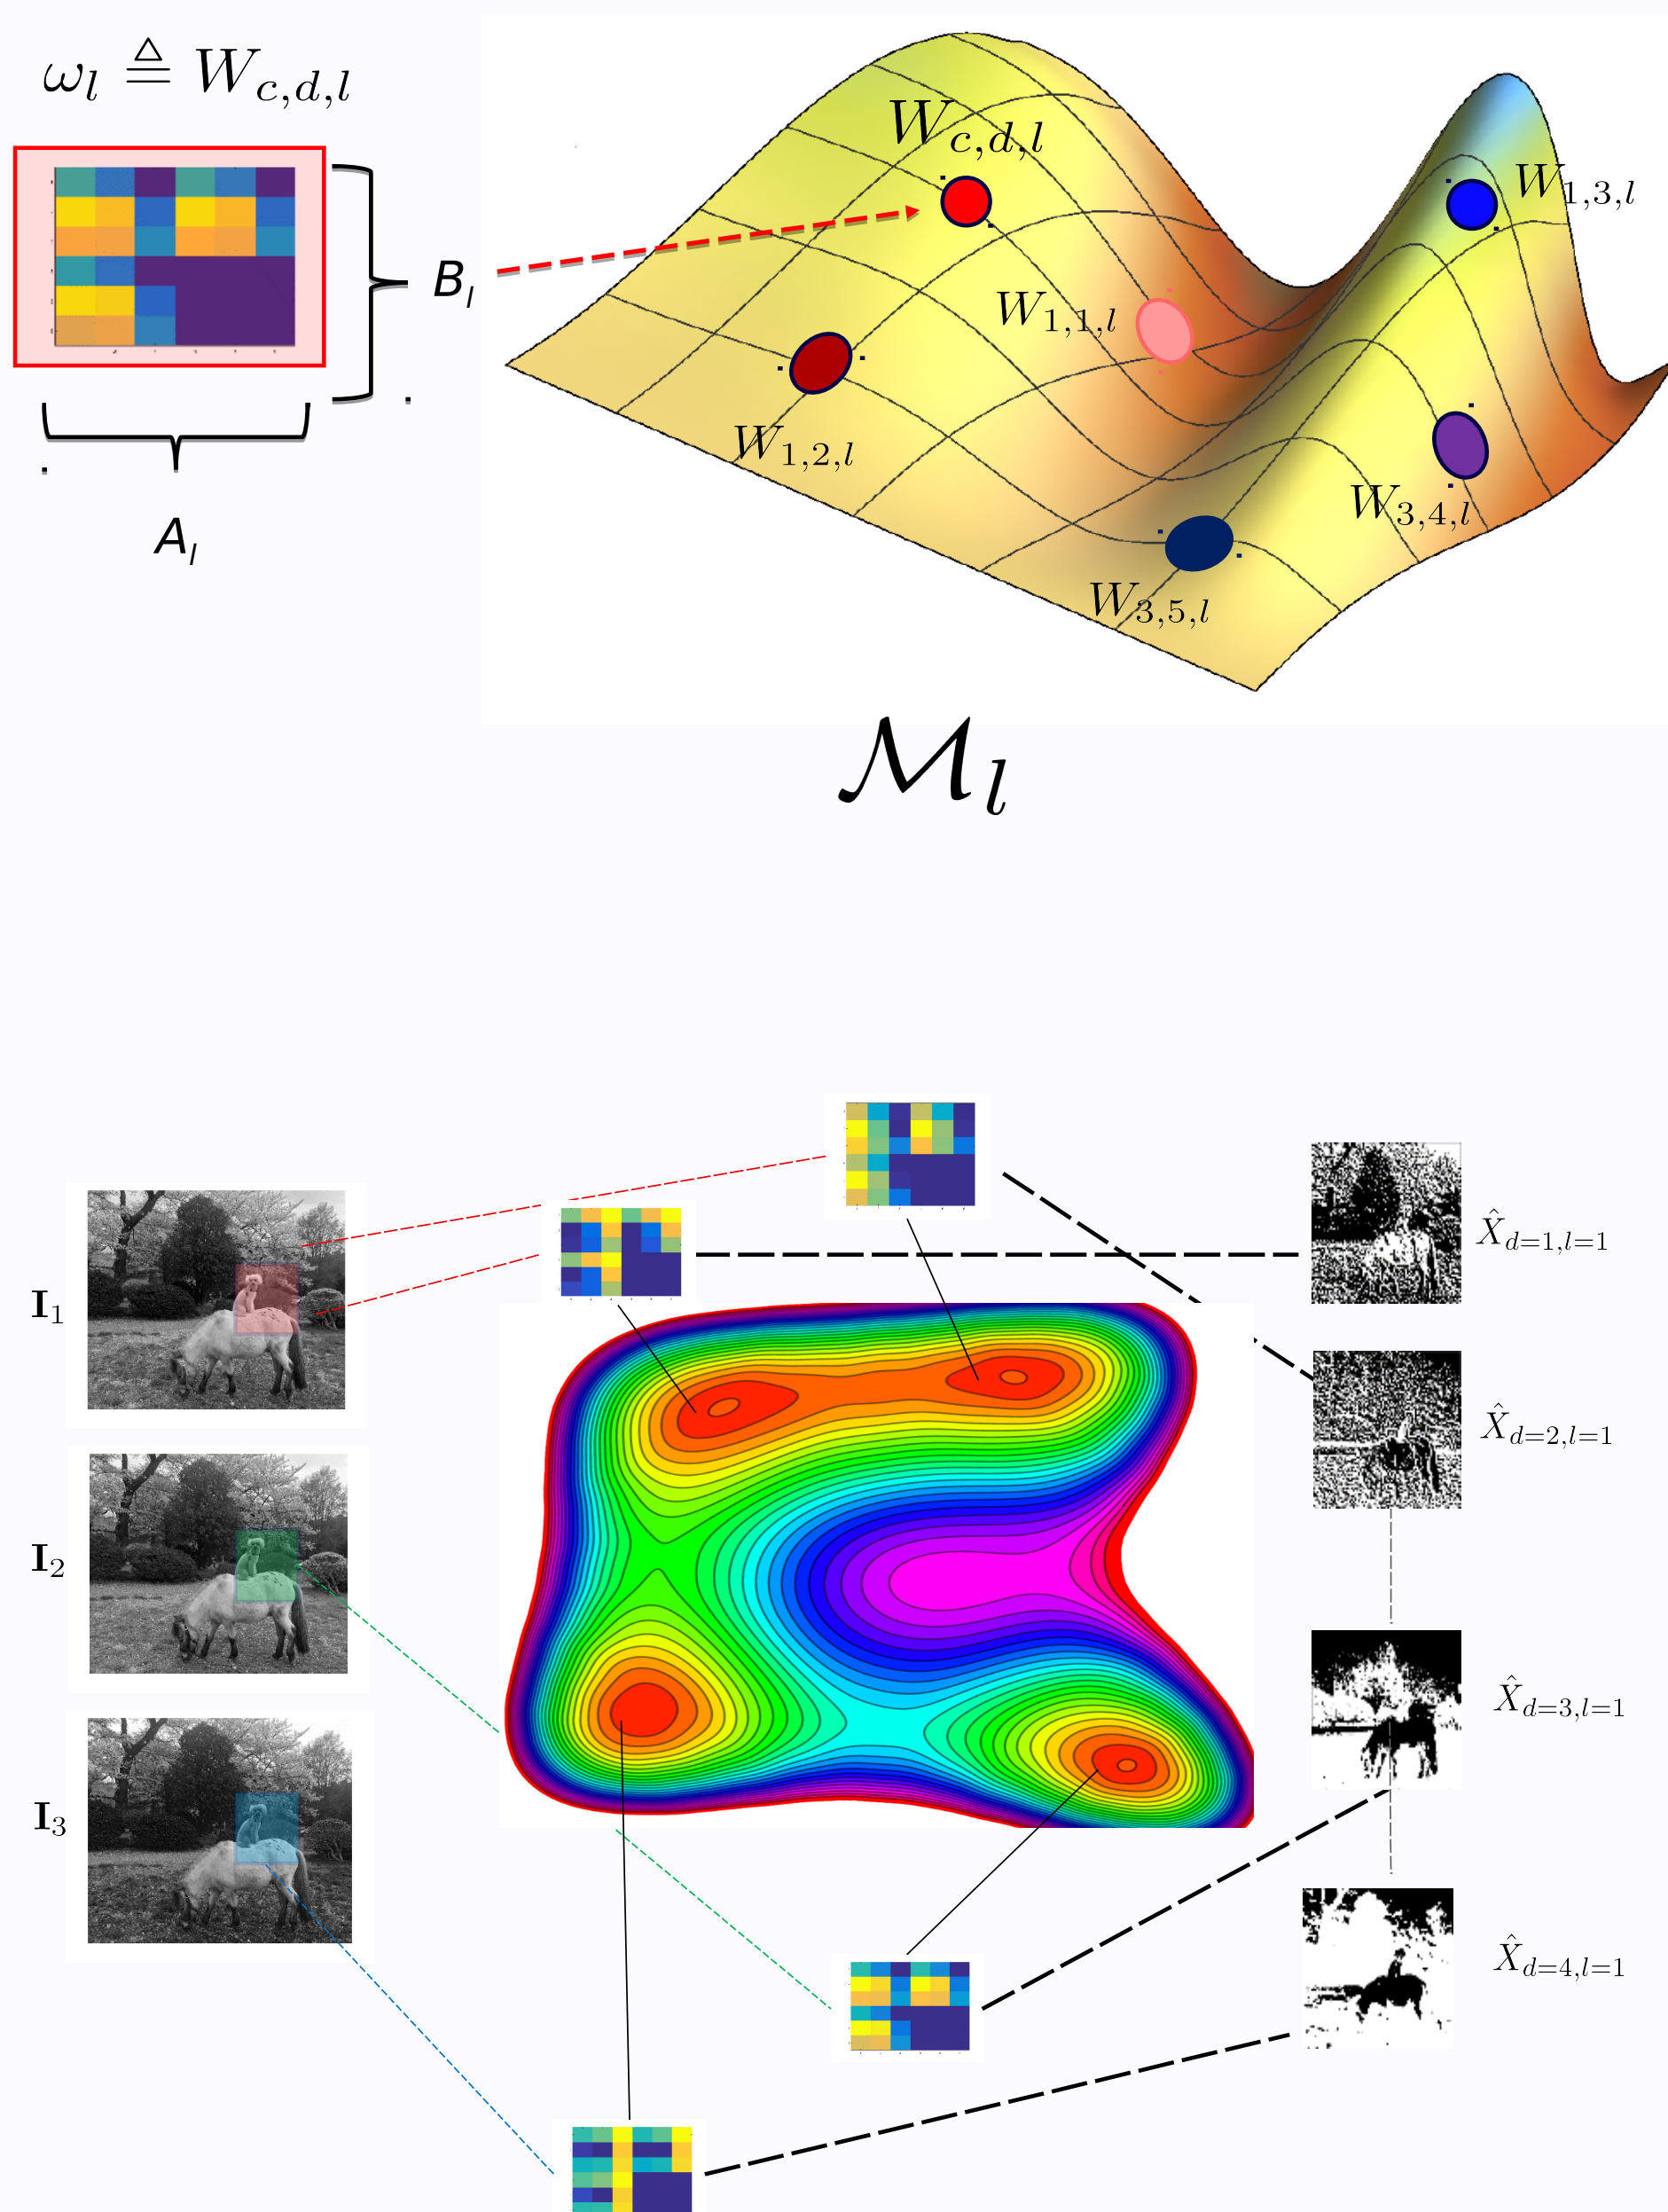 ω_l ≜ W_{c,d,l}
B_l
A_l
W_{c,d,l}
W_{1,3,l}
W_{1,1,l}
W_{1,2,l}
W_{3,4,l}
W_{3,5,l}
ℳ_l
I_1
I_2
I_3
X̂_{d=1,l=1}
X̂_{d=2,l=1}
X̂_{d=3,l=1}
X̂_{d=4,l=1}